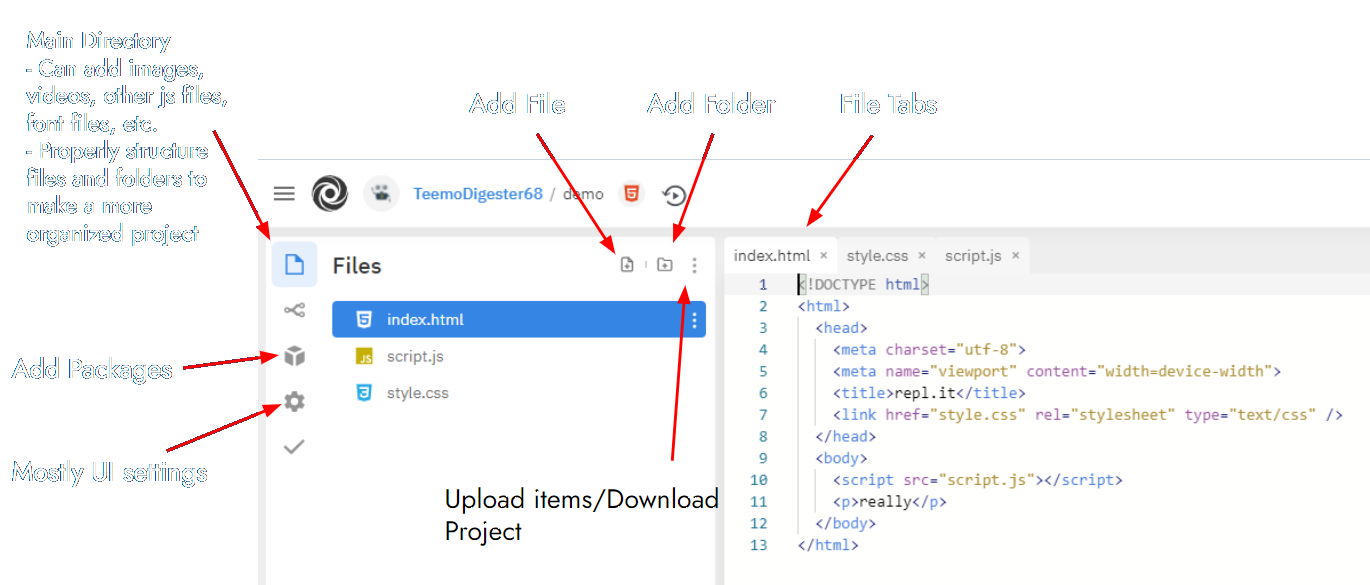 Main Directory
- Can add images,
videos, other js files,
font files, etc.
- Properly structure
files and folders to
make a more
organized project
Add File
Add Folder
File Tabs
TeemoDigester68 / demo
5
Files
index.html
script.js
style.css
JS
Add Packages
Mostly UI settings
Upload items/Download
Project
index.html × style.css × script.js ×
1 <!DOCTYPE html>
2 <html>
3 <head>
4 <meta charset="utf-8">
5 <meta name="viewport" content="width=device-width">
6 <title>repl.it</title>
7 <link href="style.css" rel="stylesheet" type="text/css" />
8 </head>
9 <body>
10 <script src="script.js"></script>
11 <p>really</p>
12 </body>
13 </html>